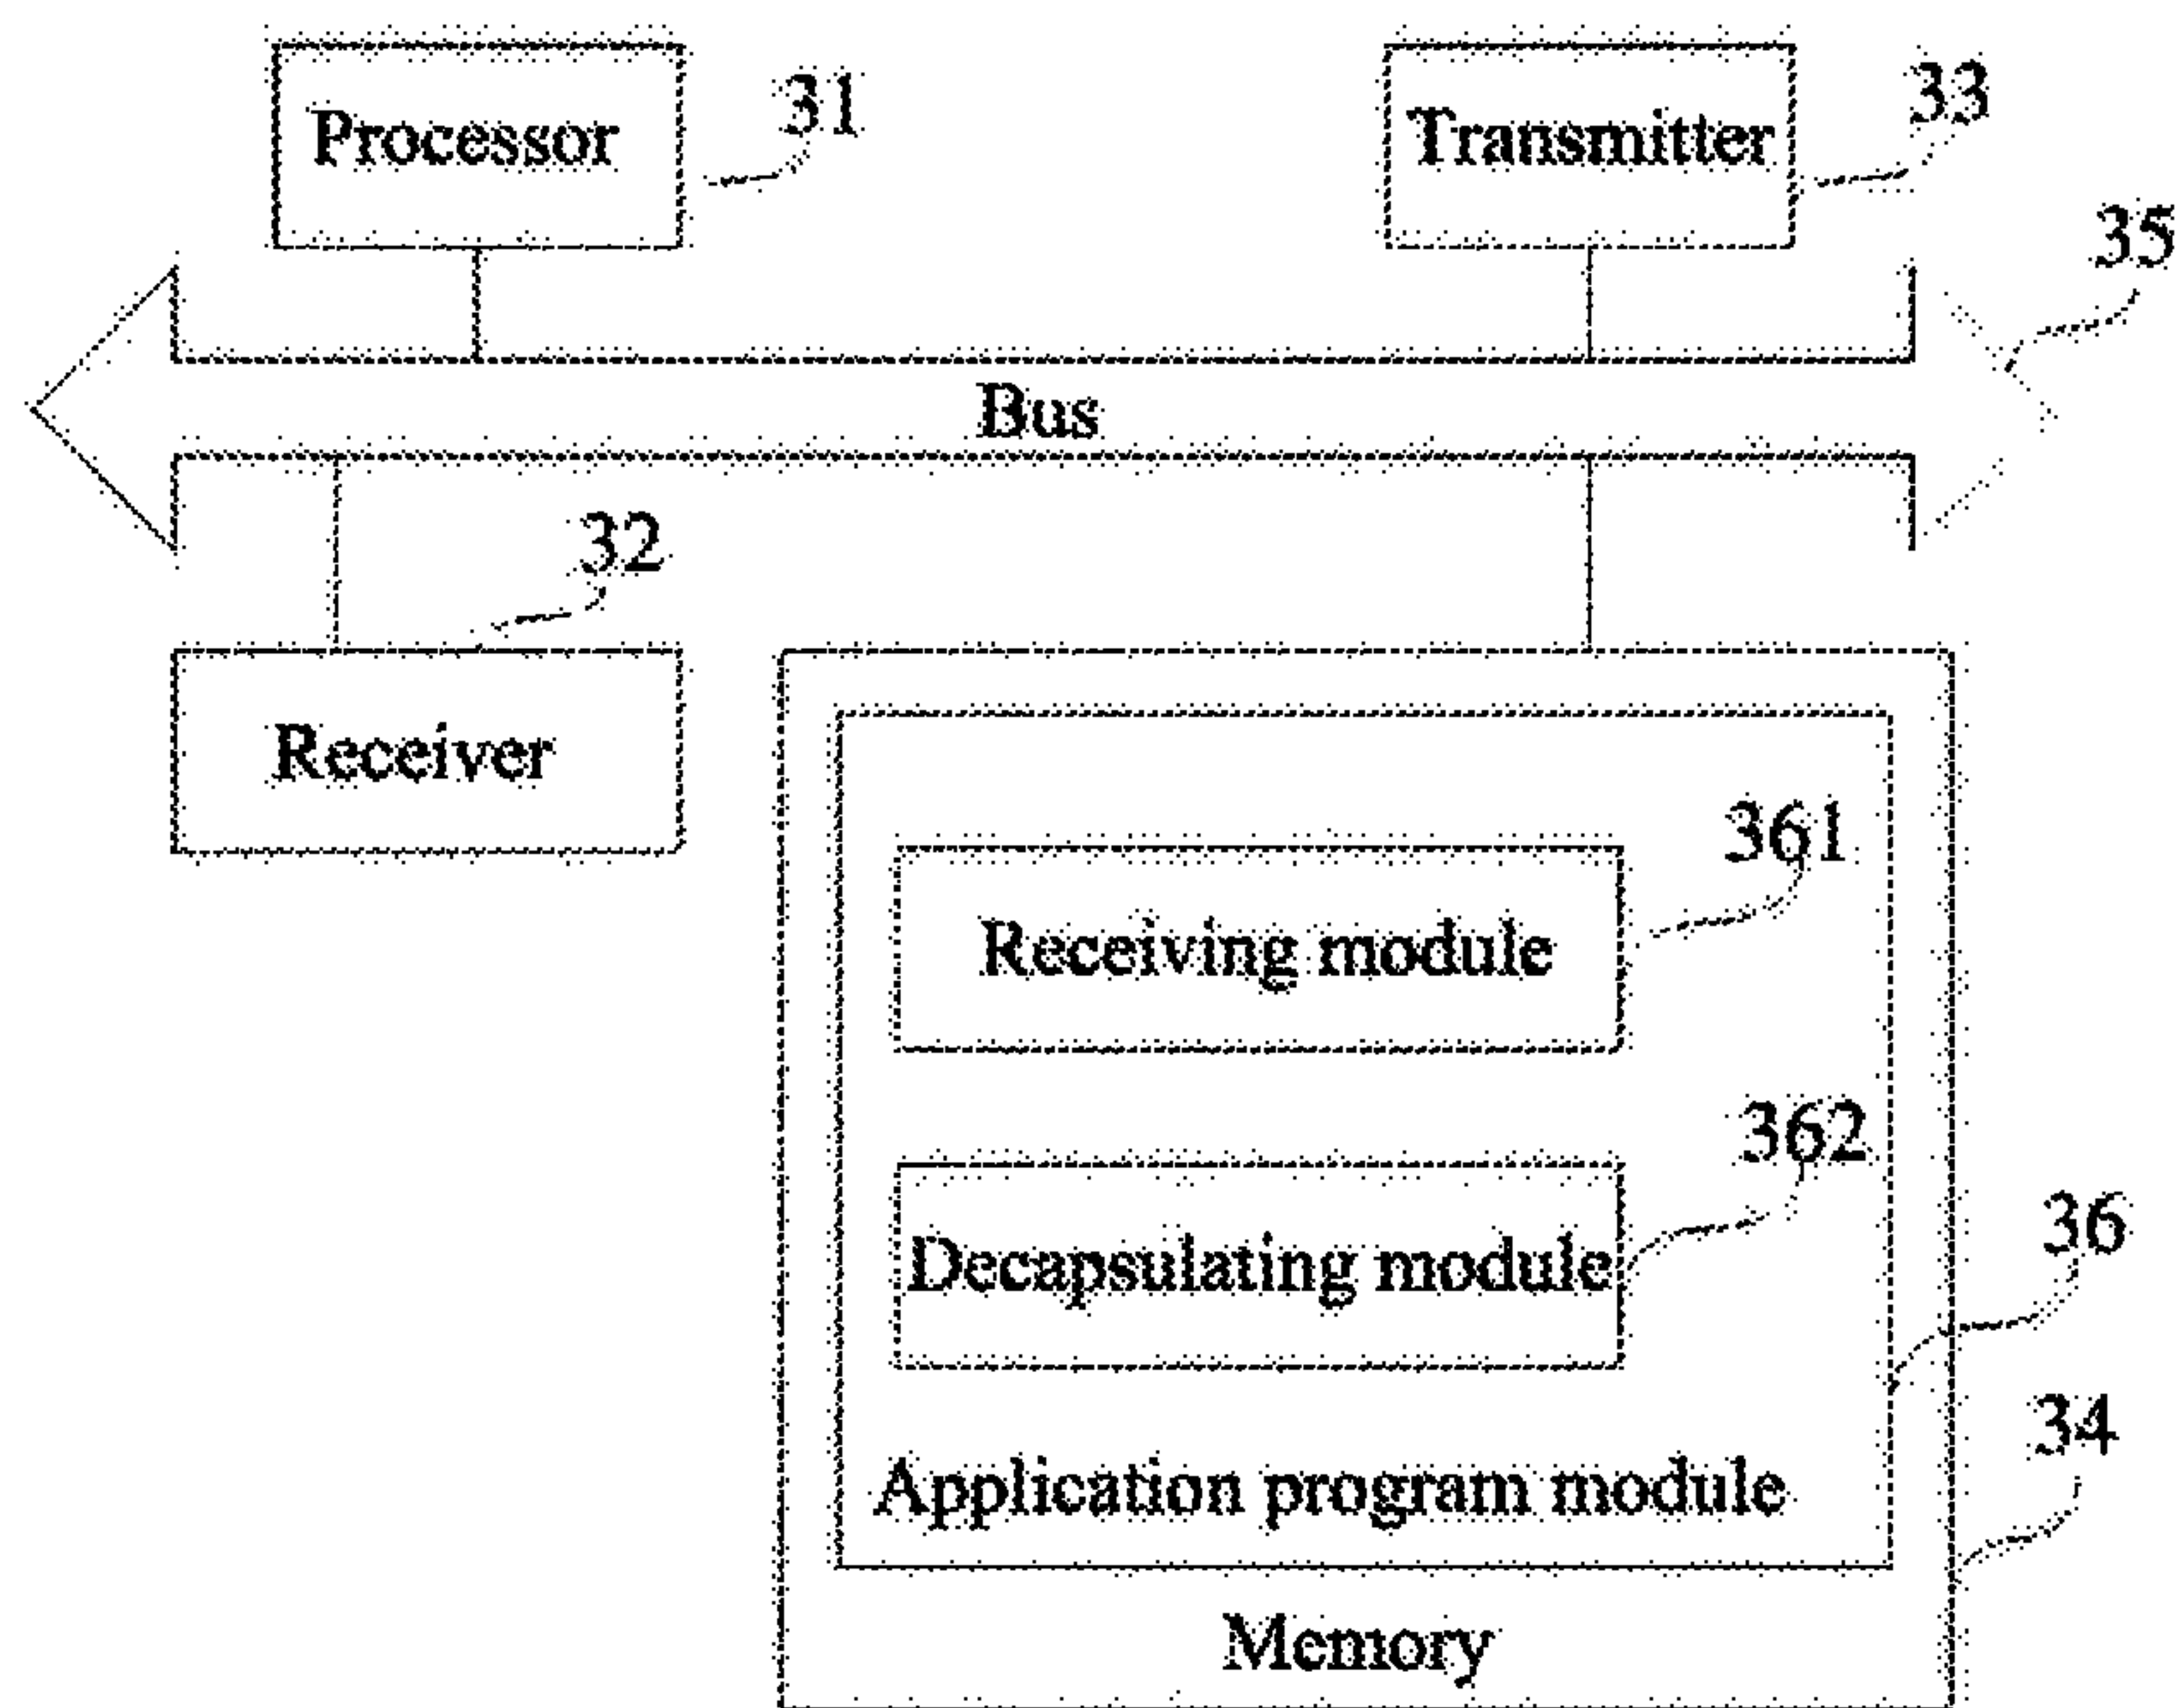 Processor
31
Transmitter
33
35
Bus
32
Receiver
361
Receiving module
362
Decapsulating module
36
34
Application program module
Memory